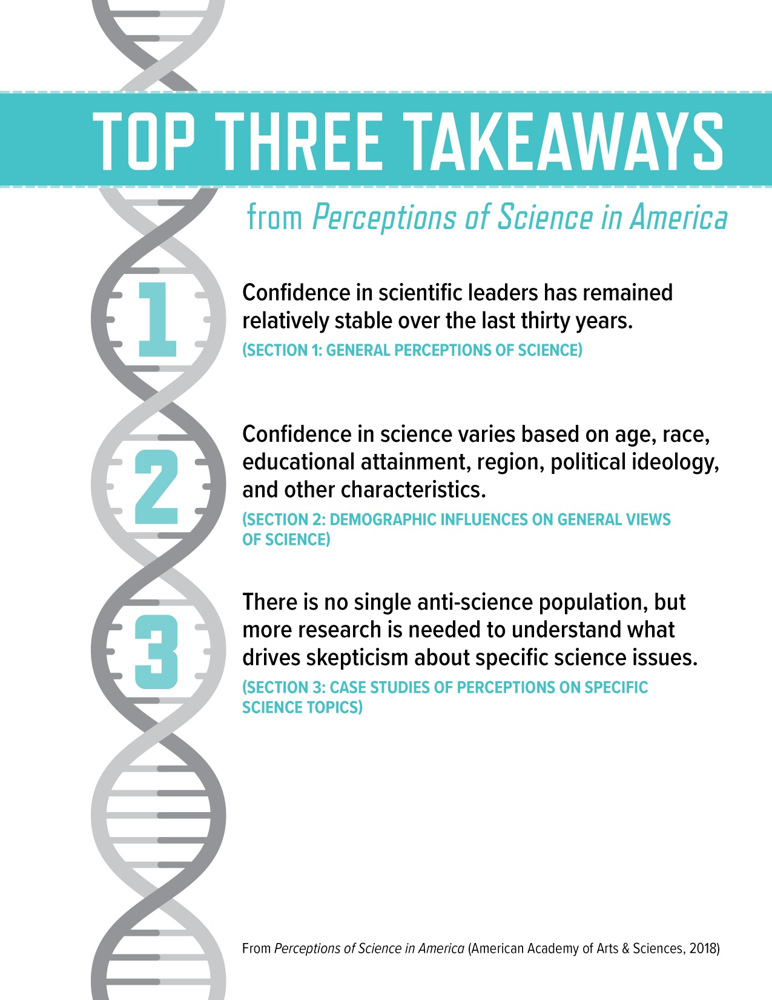 TOP THREE TAKEAWAYS
from Perceptions of Science in America
1
Confidence in scientific leaders has remained
relatively stable over the last thirty years.
(SECTION 1: GENERAL PERCEPTIONS OF SCIENCE)
2
Confidence in science varies based on age, race,
educational attainment, region, political ideology,
and other characteristics.
(SECTION 2: DEMOGRAPHIC INFLUENCES ON GENERAL VIEWS
OF SCIENCE)
3
There is no single anti-science population, but
more research is needed to understand what
drives skepticism about specific science issues.
(SECTION 3: CASE STUDIES OF PERCEPTIONS ON SPECIFIC
SCIENCE TOPICS)
From Perceptions of Science in America (American Academy of Arts & Sciences, 2018)